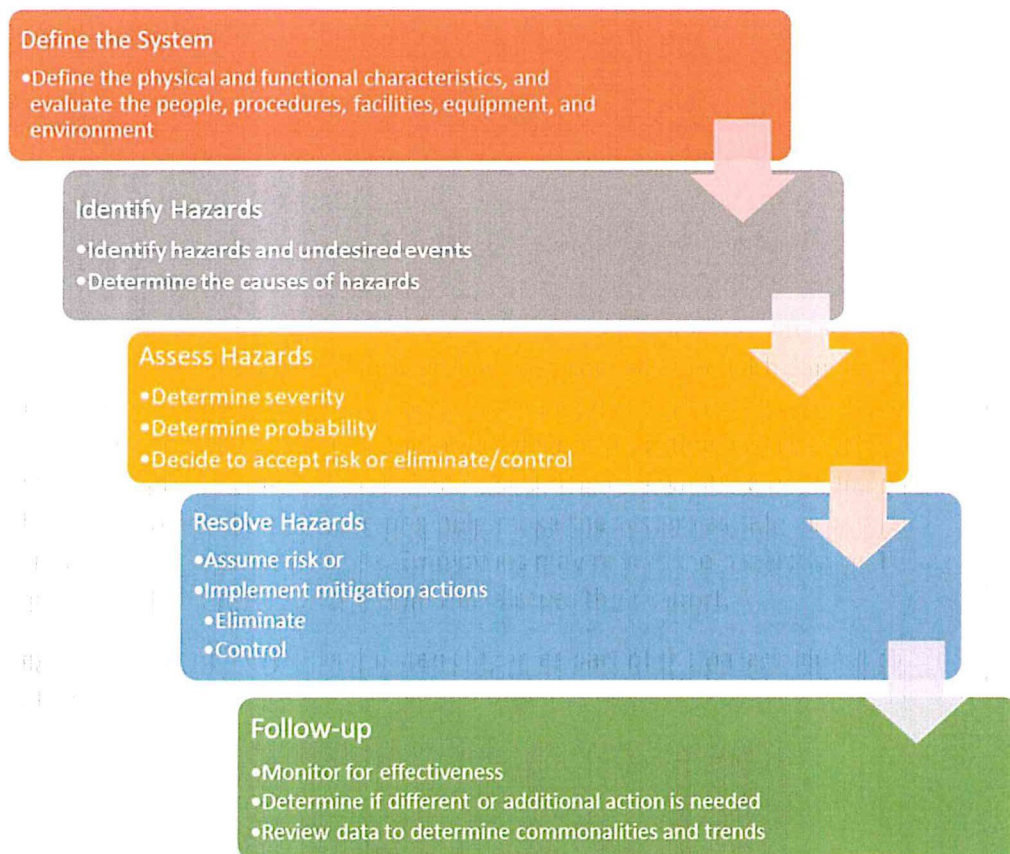 Define the System
•Define the physical and functional characteristics, and
evaluate the people, procedures, facilities, equipment, and
environment
Identify Hazards
•Identify hazards and undesired events
•Determine the causes of hazards
Assess Hazards
•Determine severity
•Determine probability
•Decide to accept risk or eliminate/control
Resolve Hazards
•Assume risk or
•Implement mitigation actions
•Eliminate
•Control
Follow-up
•Monitor for effectiveness
•Determine if different or additional action is needed
•Review data to determine commonalities and trends